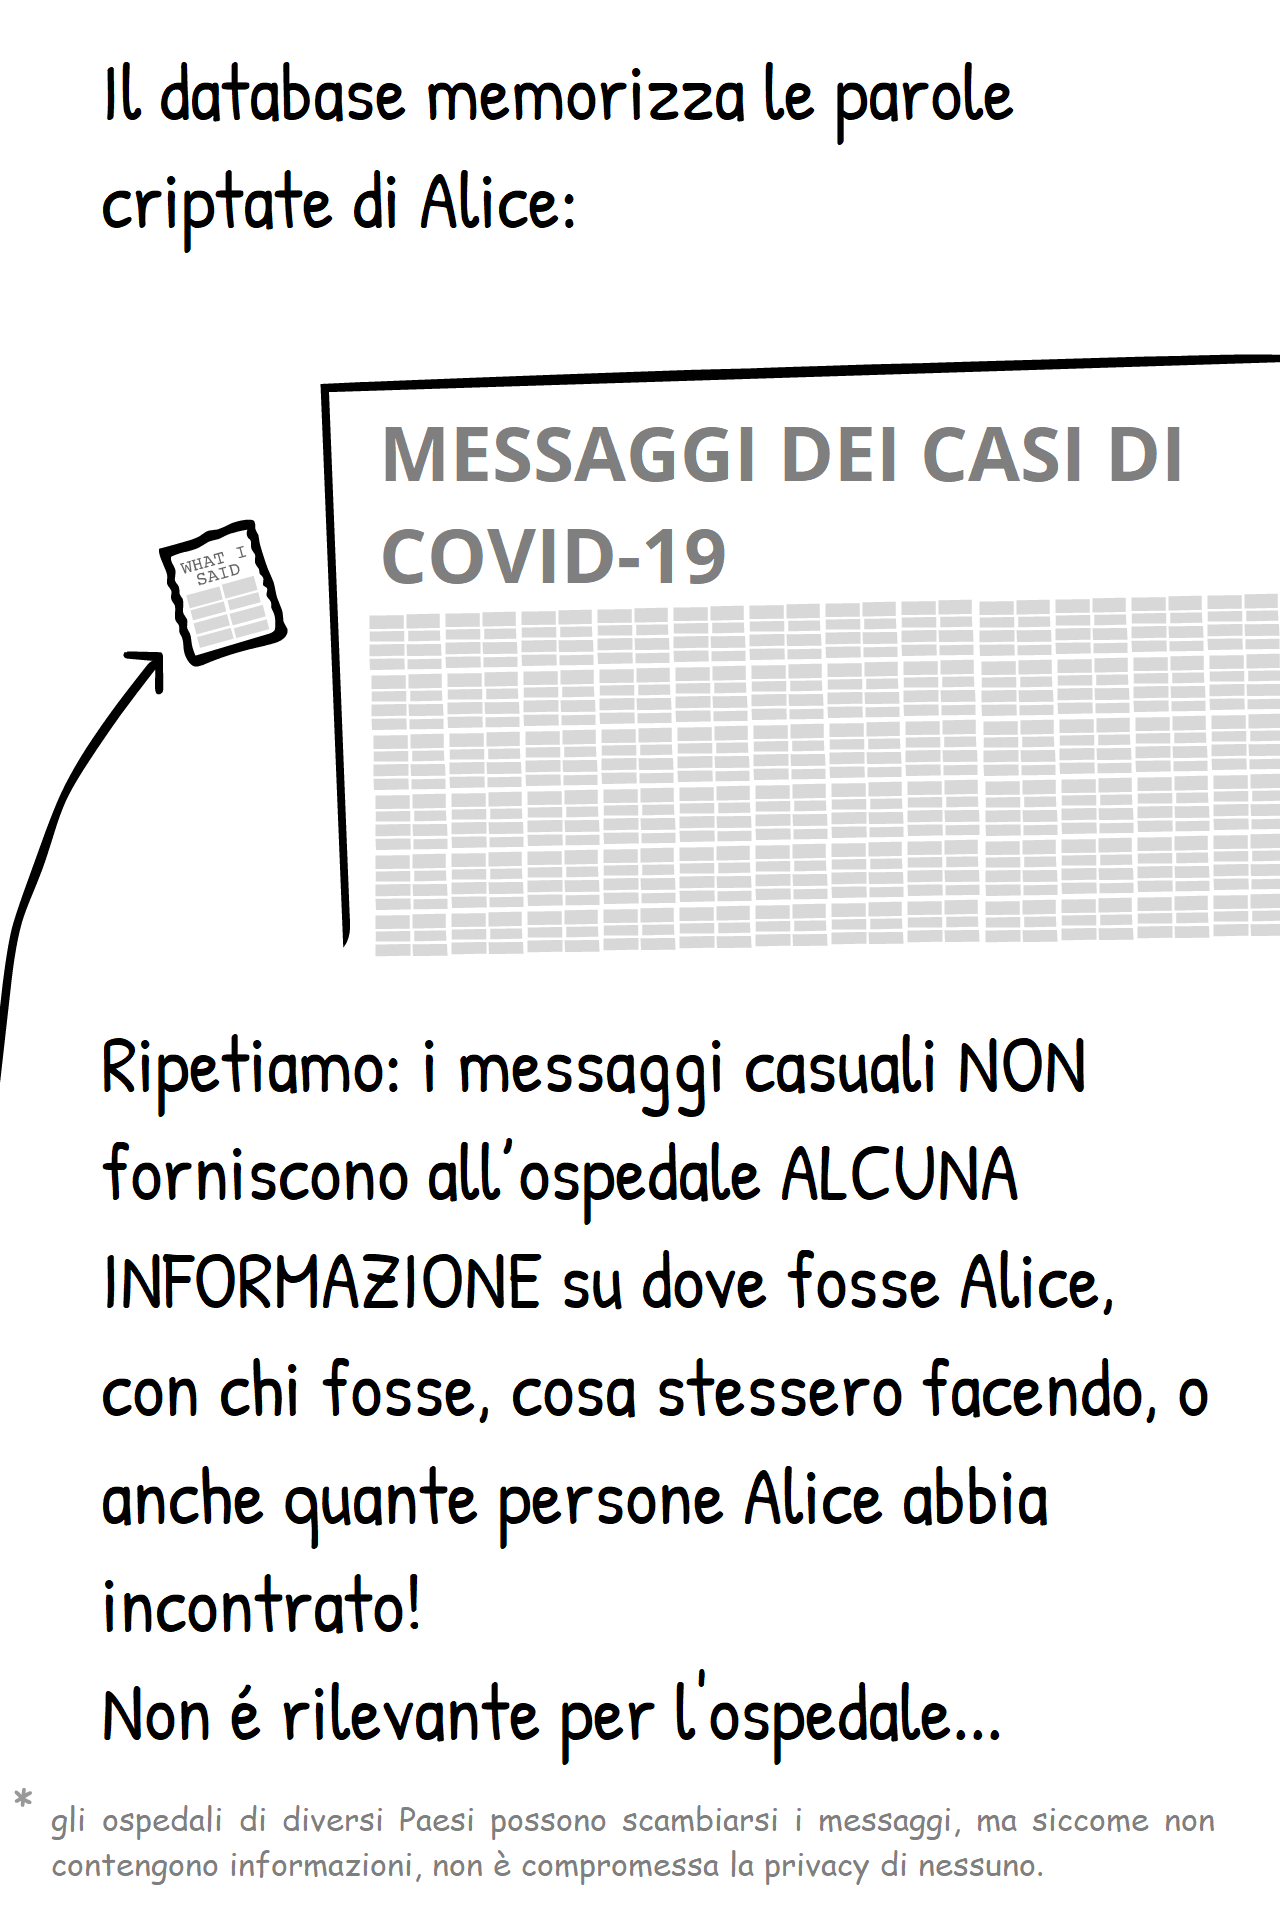 Il database memorizza le parole
criptate di Alice:
MESSAGGI DEI CASI DI
COVID-19
WHAT I
SAID
Ripetiamo: i messaggi casuali NON
forniscono all’ospedale ALCUNA
INFORMAZIONE su dove fosse Alice,
con chi fosse, cosa stessero facendo, o
anche quante persone Alice abbia
incontrato!
Non é rilevante per l'ospedale...
* gli ospedali di diversi Paesi possono scambiarsi i messaggi, ma siccome non
contengono informazioni, non è compromessa la privacy di nessuno.